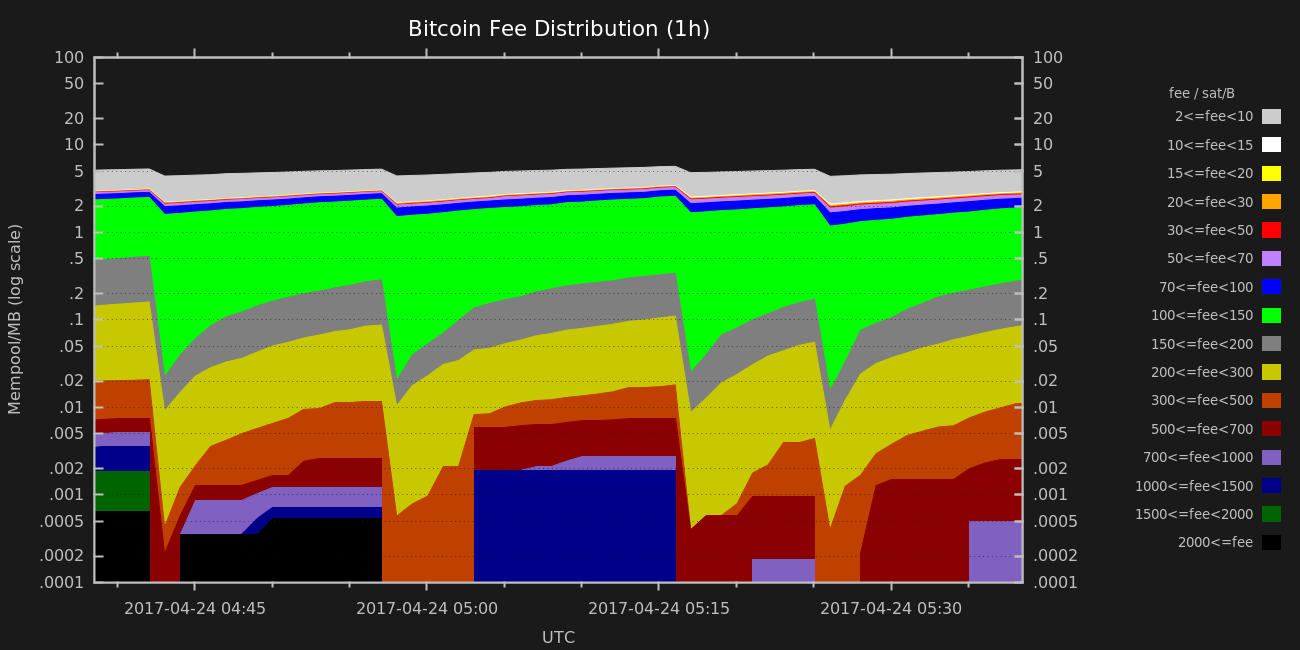 Bitcoin Fee Distribution (1h)
100
50
20
10
5
2
1
.5
.2
.1
.05
.02
.01
.005
.002
.001
.0005
.0002
.0001
Mempool/MB (log scale)
100
50
20
10
5
2
1
.5
.2
.1
.05
.02
.01
.005
.002
.001
.0005
.0002
.0001
2017-04-24 04:45
2017-04-24 05:00
2017-04-24 05:15
2017-04-24 05:30
UTC
fee / sat/B
2<=fee<10
10<=fee<15
15<=fee<20
20<=fee<30
30<=fee<50
50<=fee<70
70<=fee<100
100<=fee<150
150<=fee<200
200<=fee<300
300<=fee<500
500<=fee<700
700<=fee<1000
1000<=fee<1500
1500<=fee<2000
2000<=fee